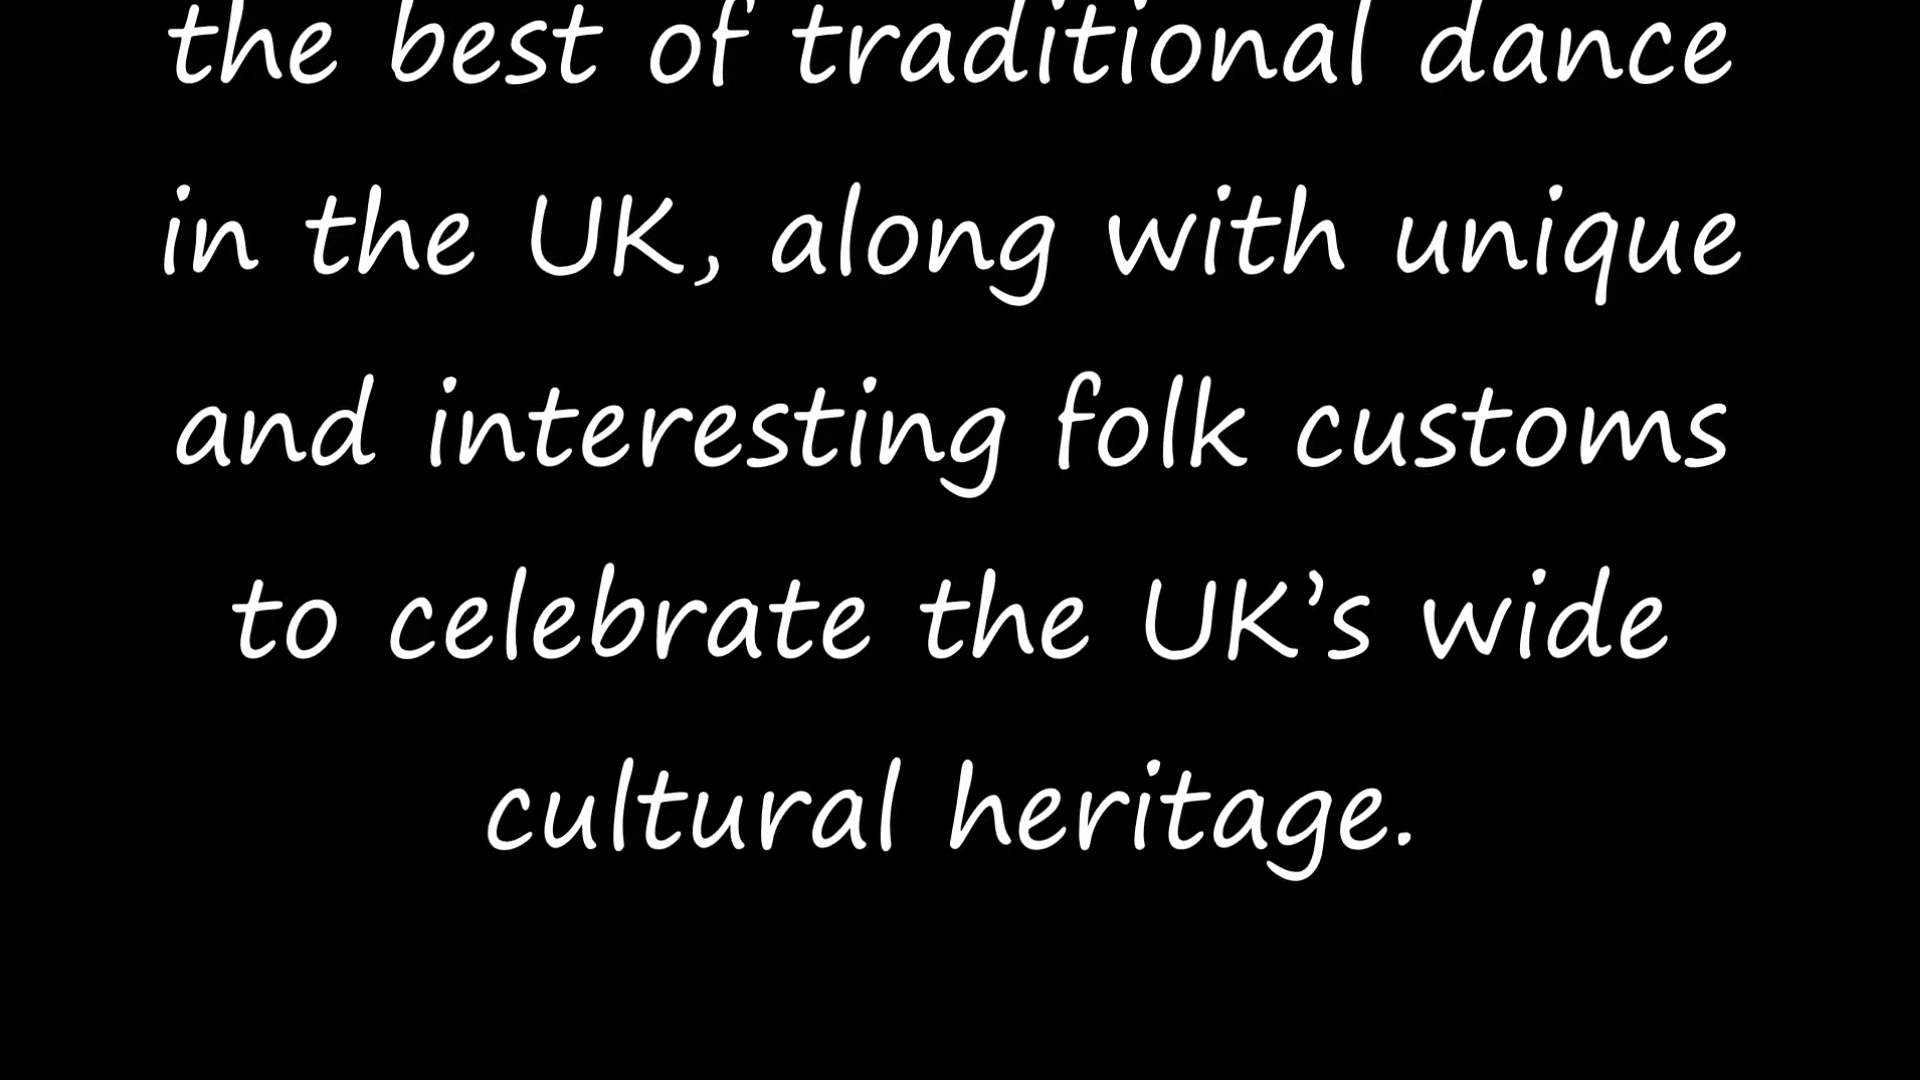 the best of traditional dance
in the UK, along with unique
and interesting folk customs
to celebrate the UK’s wide
cultural heritage.